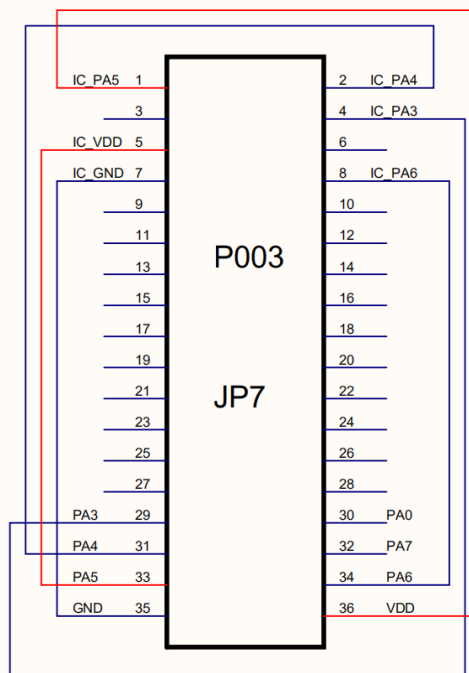 IC_PA5 1 2 IC_PA4
3 4 IC_PA3
IC_VDD 5 6
IC_GND 7 8 IC_PA6
9 10
11 12
P003
13 14
15 16
17 18
19 20
JP7
21 22
23 24
25 26
27 28
PA3 29 30 PA0
PA4 31 32 PA7
PA5 33 34 PA6
GND 35 36 VDD